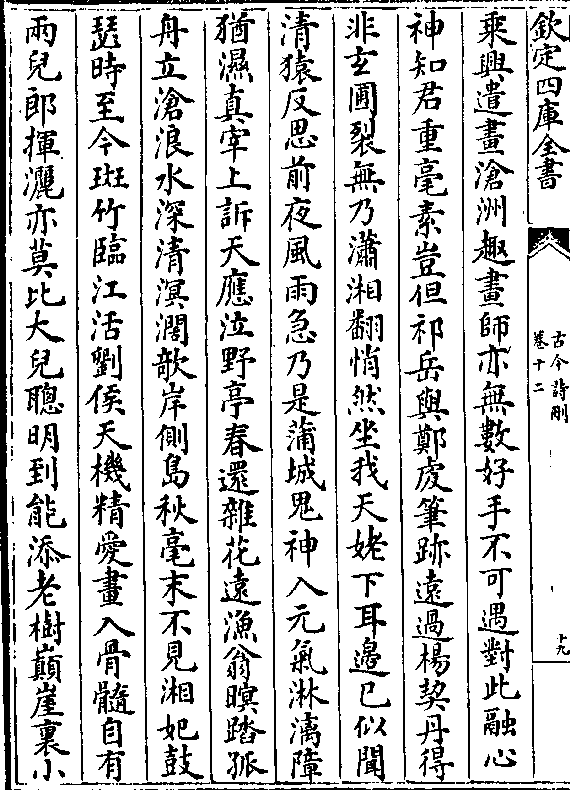 欽定四庫全書
古今詩刪
卷十二
十九
乘興遣畫滄洲趣畫師亦無數好手不可遇對此融心
神知君重毫素豈但祁岳與鄭虔筆跡遠過楊契丹得
非玄圃裂無乃瀟湘翻悄然坐我天姥下耳邊已似聞
清猿反思前夜風雨急乃是蒲城鬼神入元氣淋漓障
猶濕真宰上訴天應泣野亭春還雜花遠漁翁暝踏孤
舟立滄浪水深清溟濶欹岸側島秋毫末不見湘妃鼓
瑟時至今斑竹臨江活劉侯天機精愛畫入骨髓自有
兩兒郎揮灑亦莫比大兒聰明到能添老樹巔崖裏小